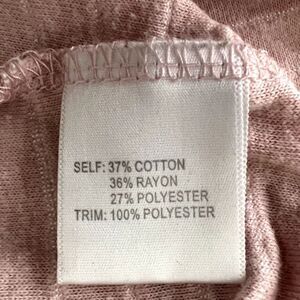 SELF: 37% COTTON
36% RAYON
27% POLYESTER
TRIM: 100% POLYESTER